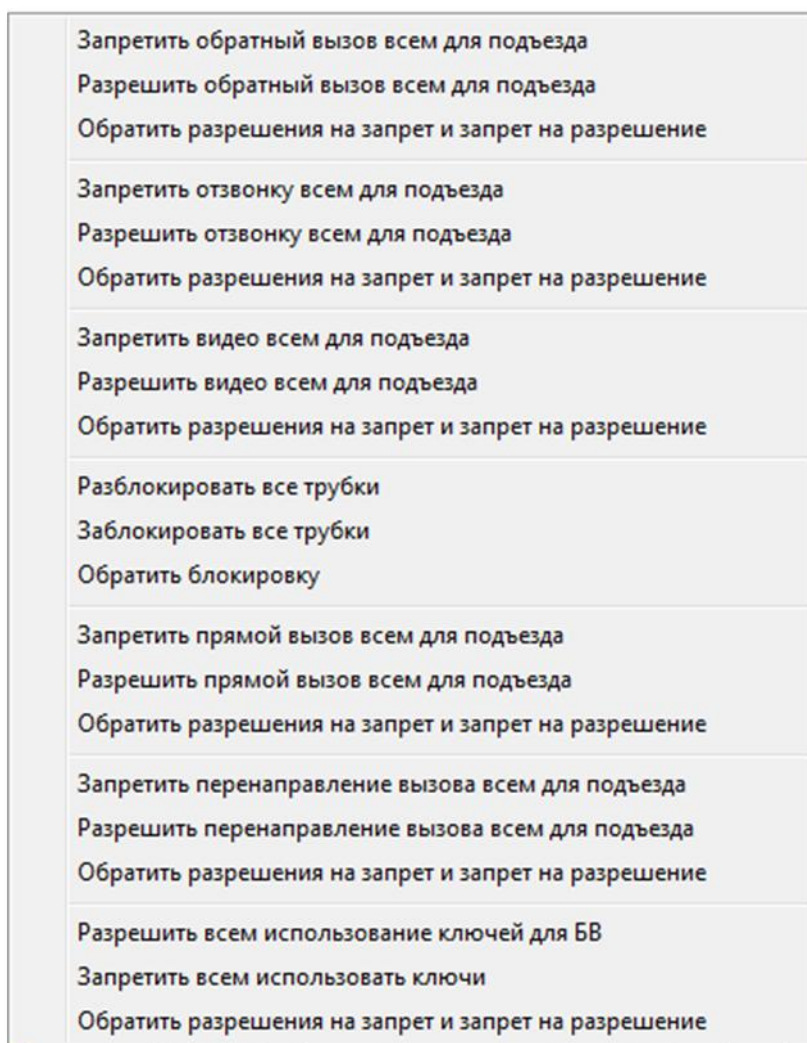 Запретить обратный вызов всем для подъезда
Разрешить обратный вызов всем для подъезда
Обратить разрешения на запрет и запрет на разрешение
Запретить отзвонку всем для подъезда
Разрешить отзвонку всем для подъезда
Обратить разрешения на запрет и запрет на разрешение
Запретить видео всем для подъезда
Разрешить видео всем для подъезда
Обратить разрешения на запрет и запрет на разрешение
Разблокировать все трубки
Заблокировать все трубки
Обратить блокировку
Запретить прямой вызов всем для подъезда
Разрешить прямой вызов всем для подъезда
Обратить разрешения на запрет и запрет на разрешение
Запретить перенаправление вызова всем для подъезда
Разрешить перенаправление вызова всем для подъезда
Обратить разрешения на запрет и запрет на разрешение
Разрешить всем использование ключей для БВ
Запретить всем использовать ключи
Обратить разрешения на запрет и запрет на разрешение